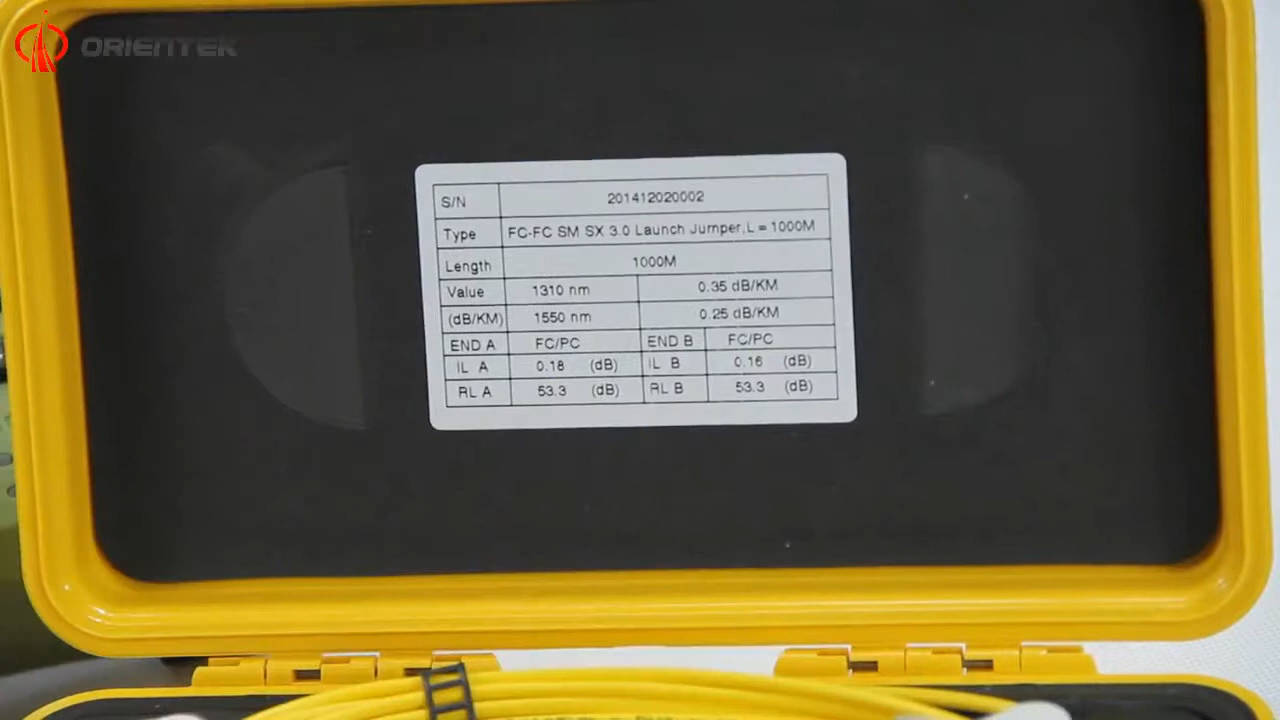 ORIENTEK
S/N 201412020002
Type FC-FC SM SX 3.0 Launch Jumper,L = 1000M
Length 1000M
Value 1310 nm 0.35 dB/KM
(dB/KM) 1550 nm 0.25 dB/KM
END A FC/PC END B FC/PC
IL A 0.18 (dB) IL B 0.16 (dB)
RL A 53.3 (dB) RL B 53.3 (dB)